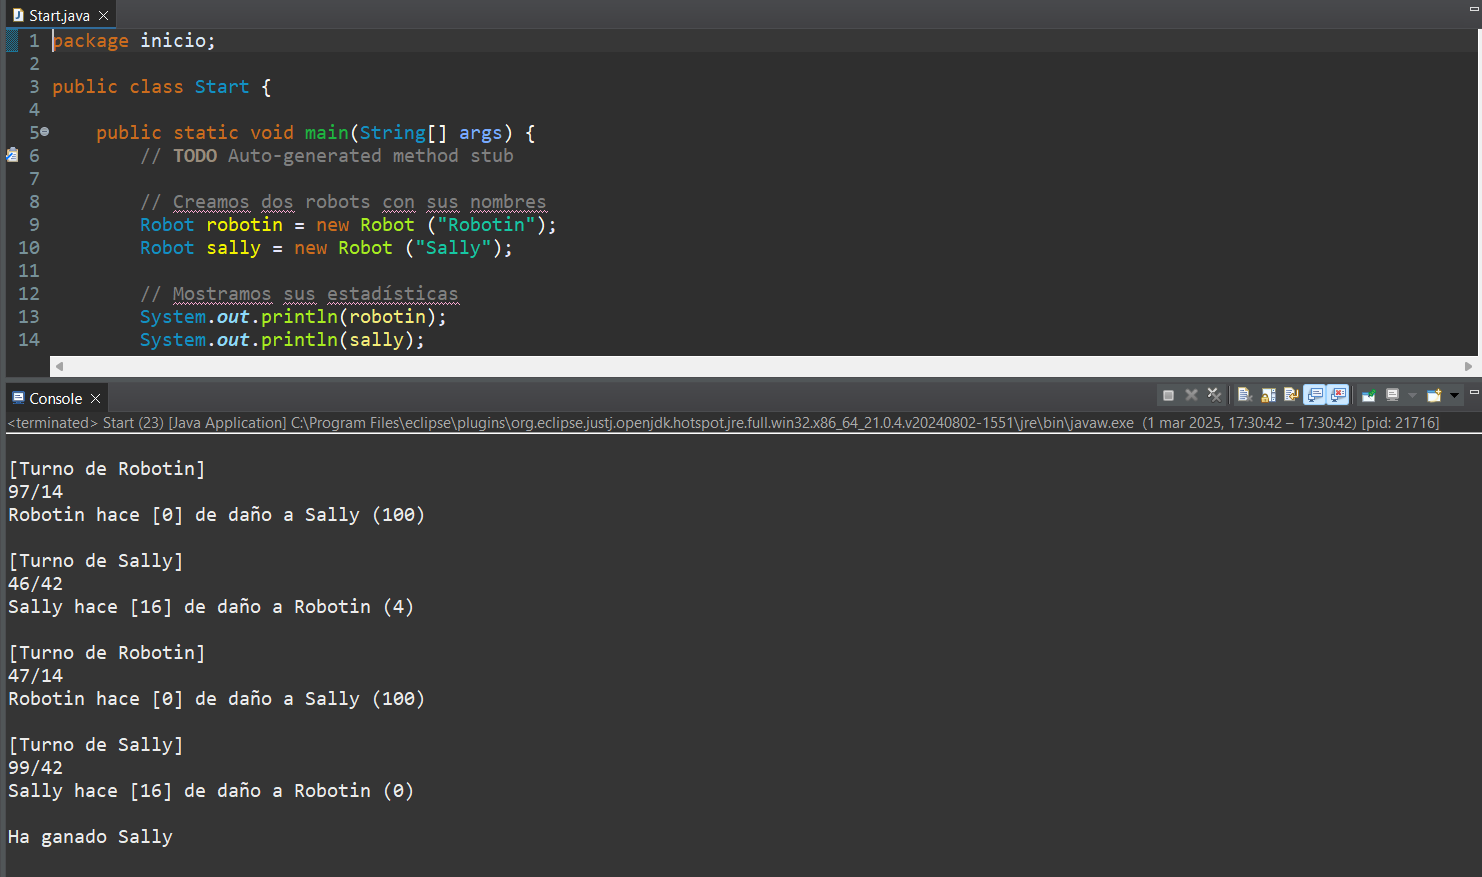 Start.java
1 package inicio;
2
3 public class Start {
4
5 public static void main(String[] args) {
6 // TODO Auto-generated method stub
7
8 // Creamos dos robots con sus nombres
9 Robot robotin = new Robot ("Robotin");
10 Robot sally = new Robot ("Sally");
11
12 // Mostramos sus estadísticas
13 System.out.println(robotin);
14 System.out.println(sally);
Console
<terminated> Start (23) [Java Application] C:\Program Files\eclipse\plugins\org.eclipse.justj.openjdk.hotspot.jre.full.win32.x86_64_21.0.4.v20240802-1551\jre\bin\javaw.exe (1 mar 2025, 17:30:42 – 17:30:42) [pid: 21716]
[Turno de Robotin]
97/14
Robotin hace [0] de daño a Sally (100)
[Turno de Sally]
46/42
Sally hace [16] de daño a Robotin (4)
[Turno de Robotin]
47/14
Robotin hace [0] de daño a Sally (100)
[Turno de Sally]
99/42
Sally hace [16] de daño a Robotin (0)
Ha ganado Sally